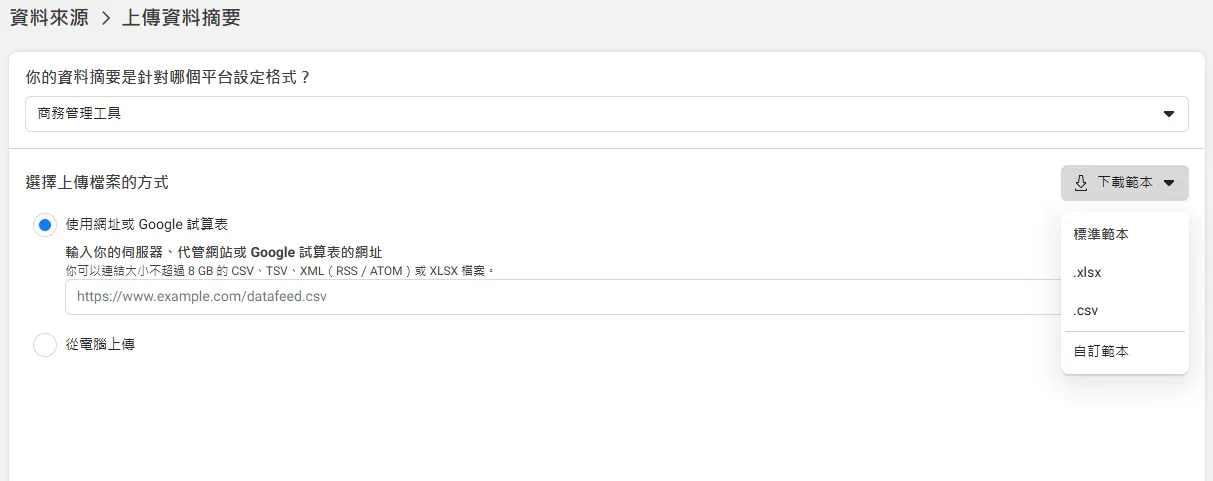 資料來源 > 上傳資料摘要
你的資料摘要是針對哪個平台設定格式？
商務管理工具
選擇上傳檔案的方式
下載範本
使用網址或 Google 試算表
標準範本
輸入你的伺服器、代管網站或 Google 試算表的網址
你可以連結大小不超過 8 GB 的 CSV、TSV、XML（RSS / ATOM）或 XLSX 檔案。
.xlsx
https://www.example.com/datafeed.csv
.csv
從電腦上傳
自訂範本